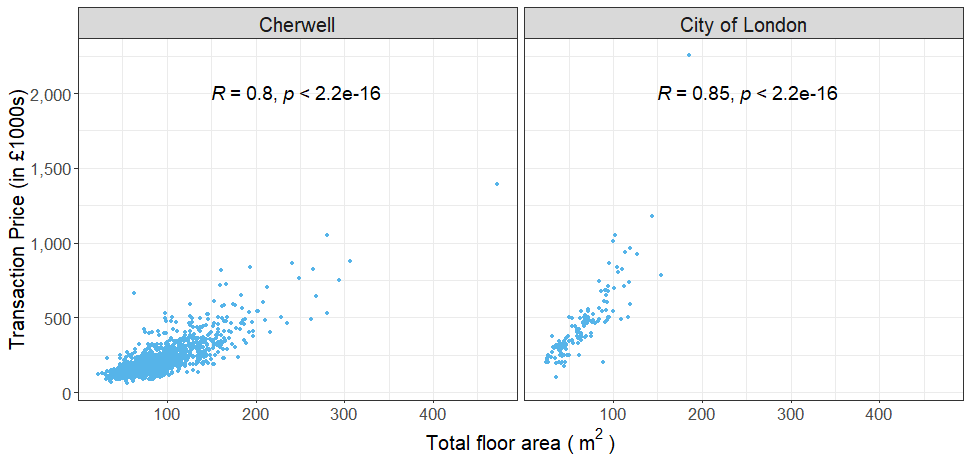 Cherwell
City of London
R = 0.8, p < 2.2e-16
R = 0.85, p < 2.2e-16
Transaction Price (in £1000s)
2,000
1,500
1,000
500
0
100 200 300 400
100 200 300 400
Total floor area ( m² )